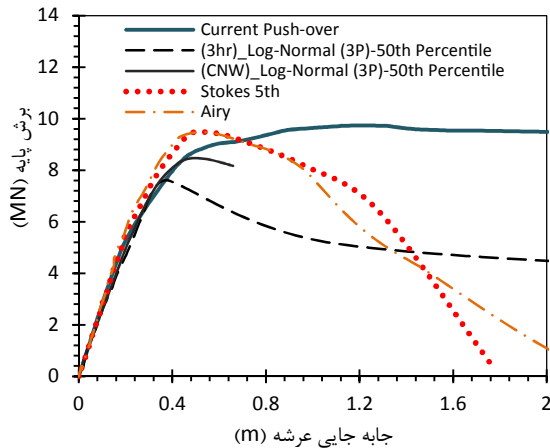 14
12
10
8
6
4
2
0
برش پایه (MN)
Current Push-over
(3hr)_Log-Normal (3P)-50th Percentile
(CNW)_Log-Normal (3P)-50th Percentile
Stokes 5th
Airy
0 0.4 0.8 1.2 1.6 2
جابه جایی عرشه (m)